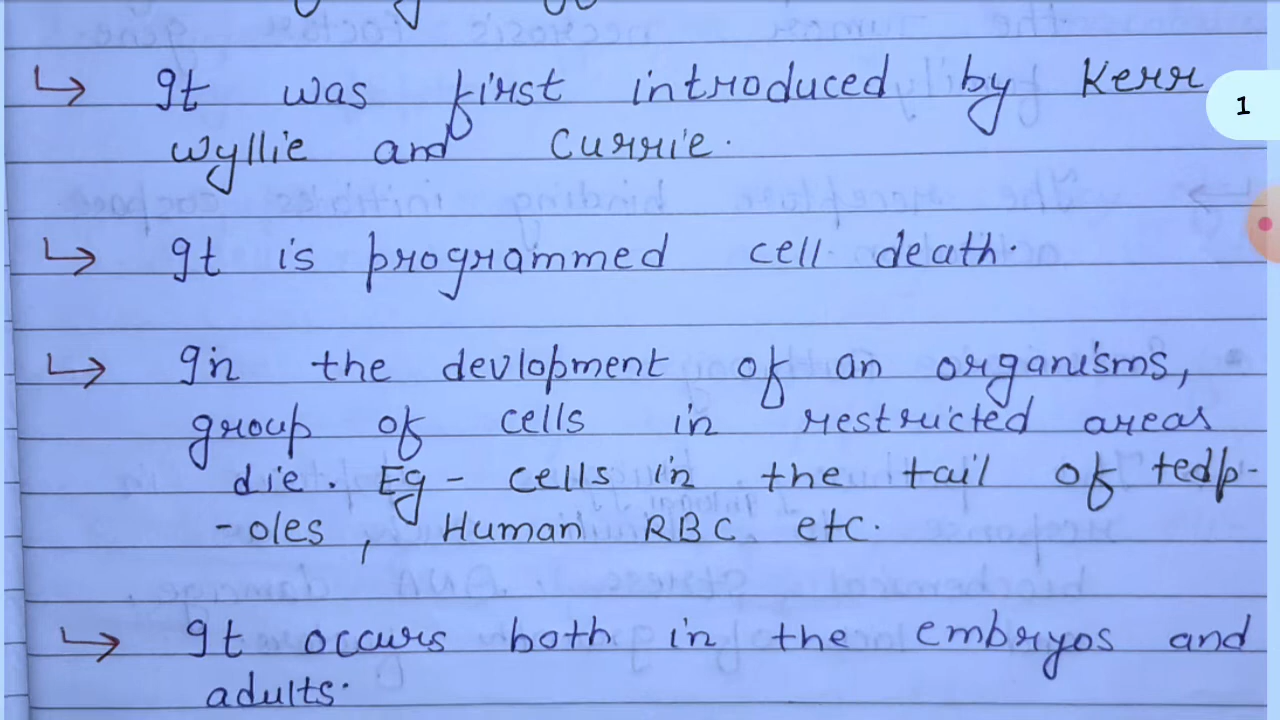 ↳ It was first introduced by Kerr
wyllie and Currie.
↳ It is programmed cell death.
↳ In the devlopment of an organisms,
group of cells in restricted areas
die. Eg - cells in the tail of tedp-
-oles, Human RBC etc.
↳ It occurs both in the embryos and
adults.
1